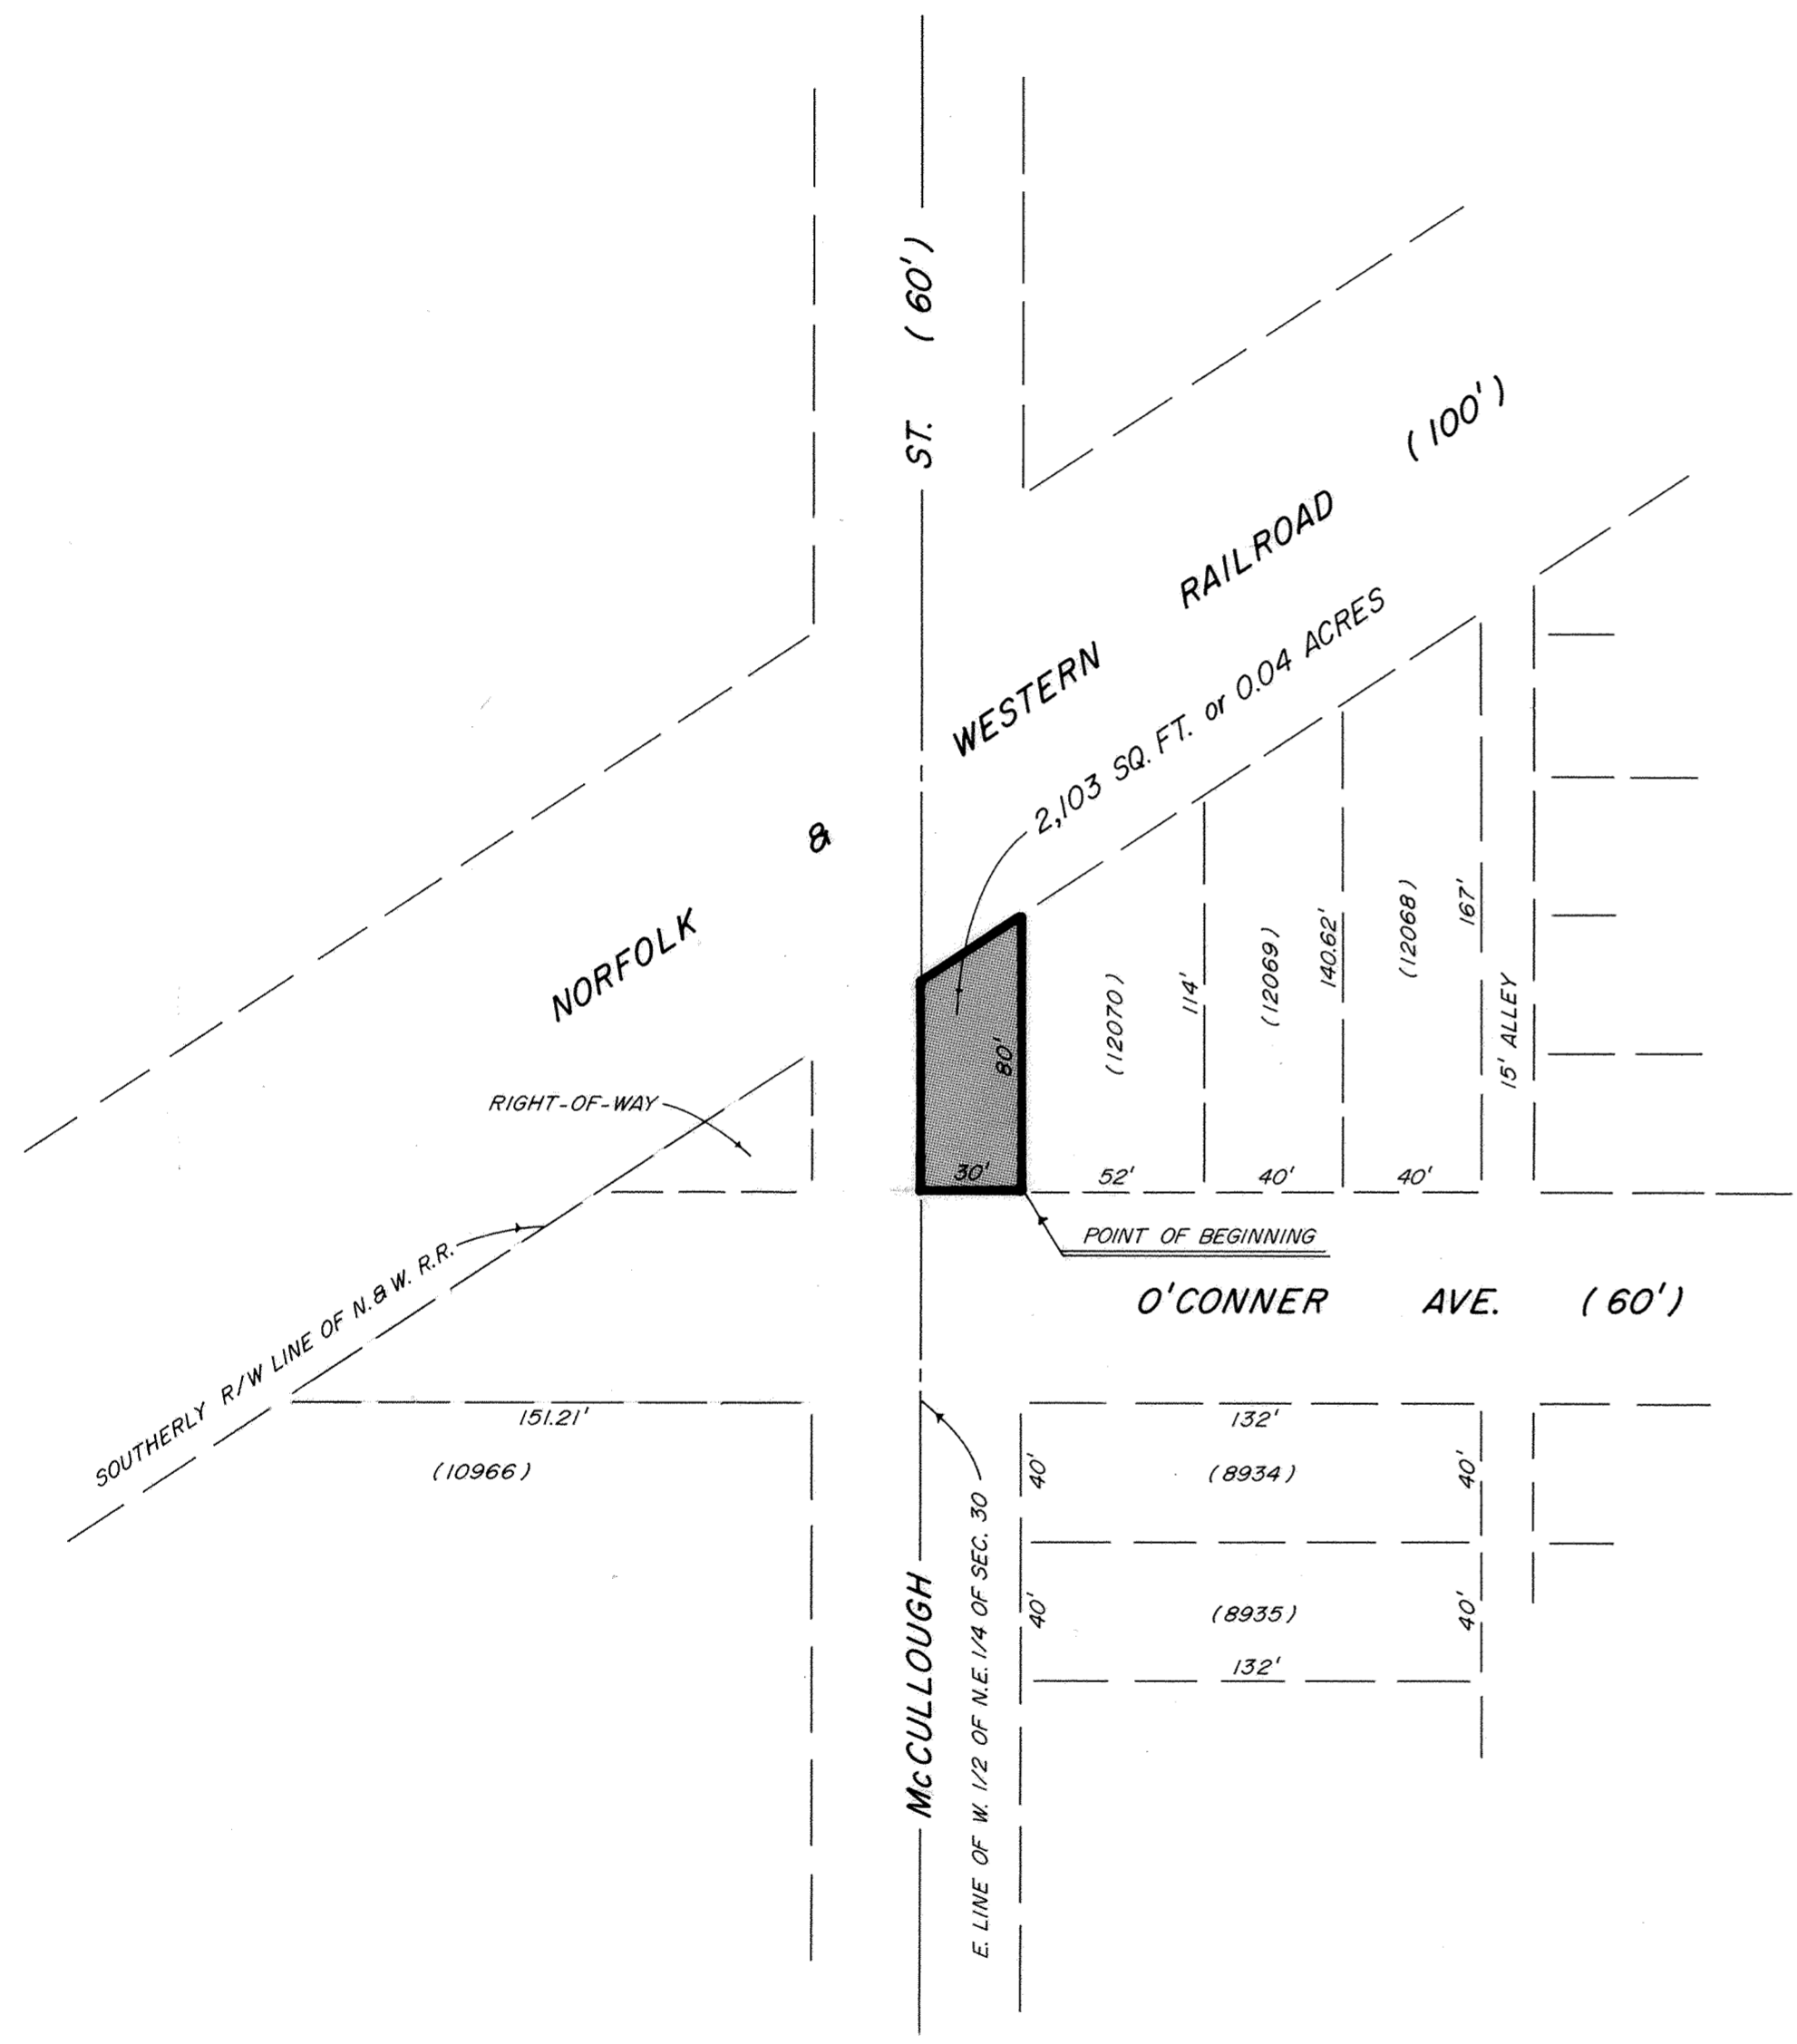 ST. (60')
(100')
RAILROAD
WESTERN
2,103 SQ. FT. or 0.04 ACRES
&
NORFOLK
RIGHT-OF-WAY
80'
30'
(12070)
114'
(12069)
140.62'
(12068)
167'
15' ALLEY
52'
40'
40'
POINT OF BEGINNING
O'CONNER AVE. (60')
SOUTHERLY R/W LINE OF N.&W. R.R.
151.21'
(10966)
132'
40'
(8934)
40'
40'
(8935)
40'
132'
McCULLOUGH
E. LINE OF W. 1/2 OF N.E. 1/4 OF SEC. 30